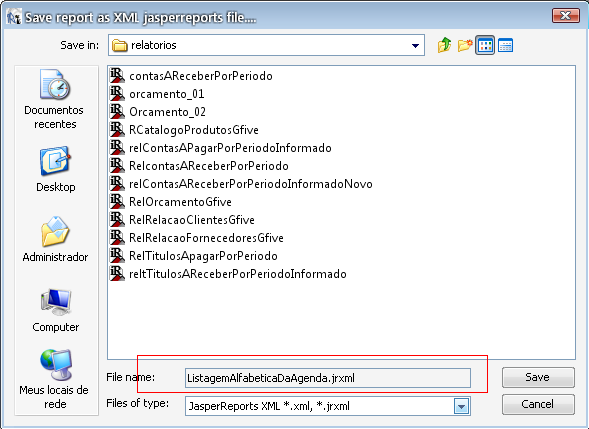 Save report as XML jasperreports file....
Save in: relatorios
contasAReceberPorPeriodo
orcamento_01
Orcamento_02
RCatalogoProdutosGfive
relContasAPagarPorPeriodoInformado
RelcontasAReceberPorPeriodo
relContasAReceberPorPeriodoInformadoNovo
RelOrcamentoGfive
RelRelacaoClientesGfive
RelRelacaoFornecedoresGfive
RelTitulosApagarPorPeriodo
reltTitulosAReceberPorPeriodoInformado
Documentos
recentes
Desktop
Administrador
Computer
Meus locais de
rede
File name: ListagemAlfabeticaDaAgenda.jrxml Save
Files of type: JasperReports XML *.xml, *.jrxml Cancel